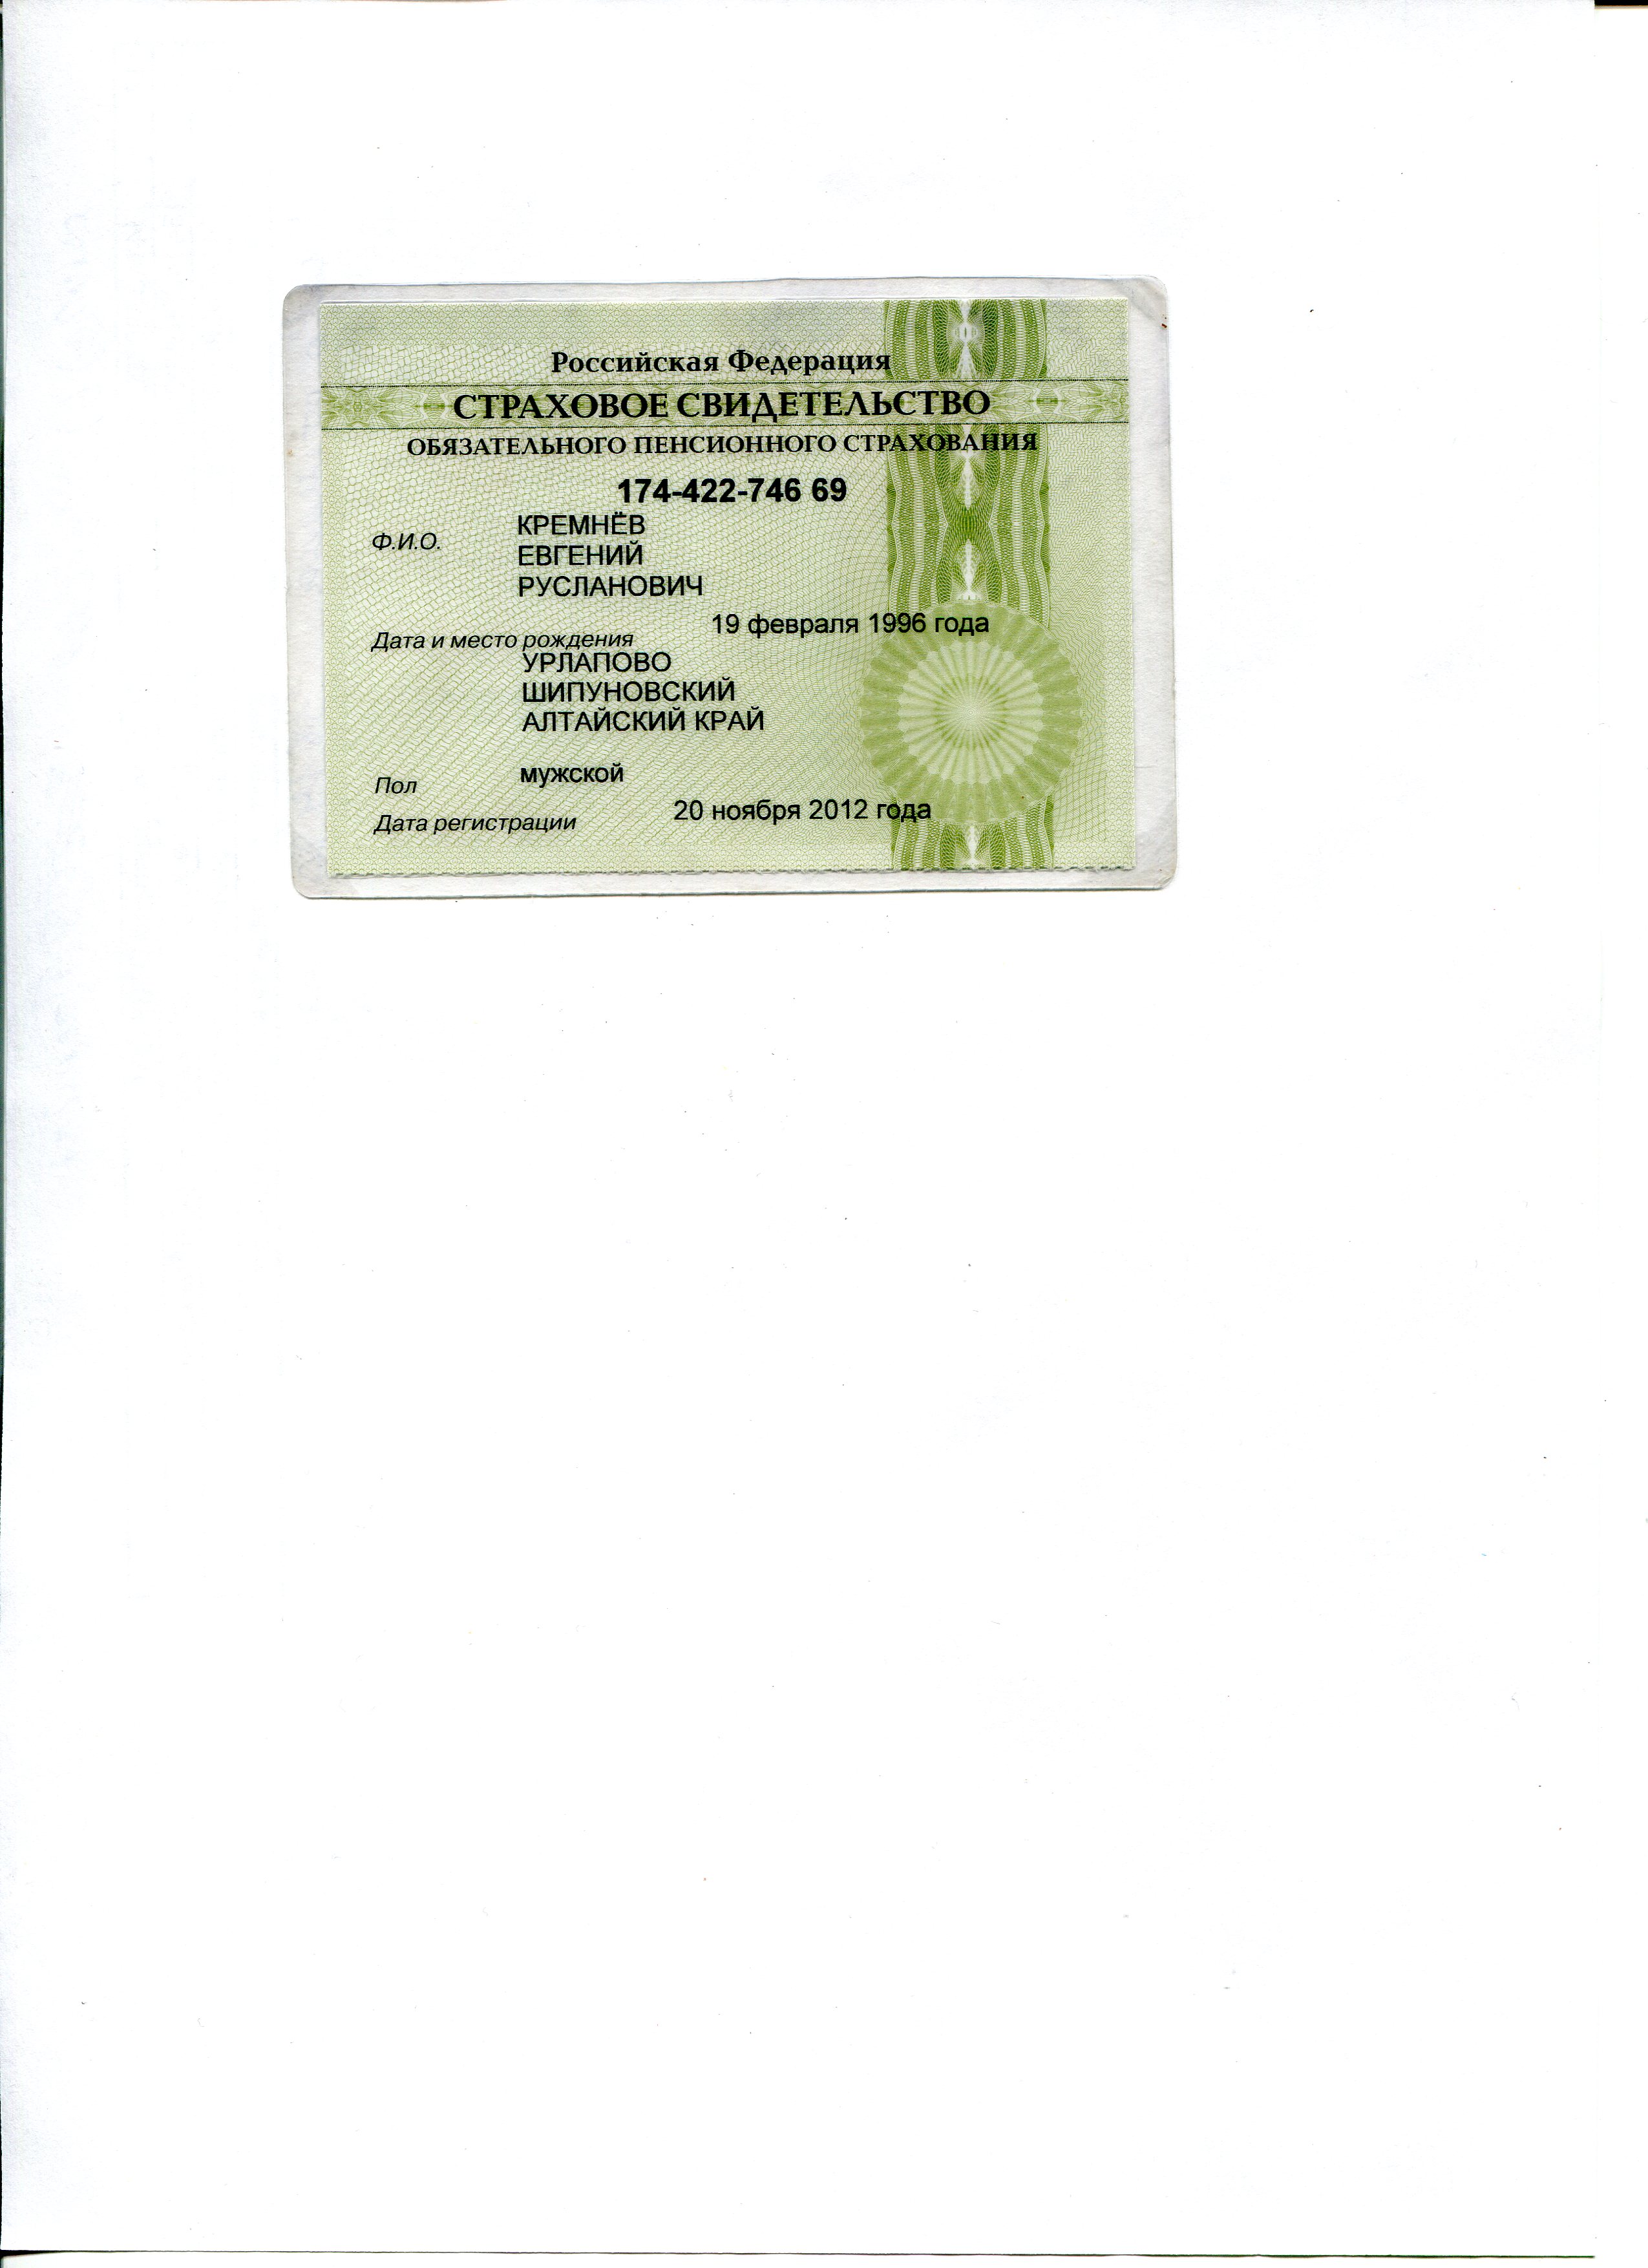 Российская Федерация
СТРАХОВОЕ СВИДЕТЕЛЬСТВО
ОБЯЗАТЕЛЬНОГО ПЕНСИОННОГО СТРАХОВАНИЯ
174-422-746 69
Ф.И.О. КРЕМНЁВ
ЕВГЕНИЙ
РУСЛАНОВИЧ
Дата и место рождения 19 февраля 1996 года
УРЛАПОВО
ШИПУНОВСКИЙ
АЛТАЙСКИЙ КРАЙ
Пол мужской
Дата регистрации 20 ноября 2012 года